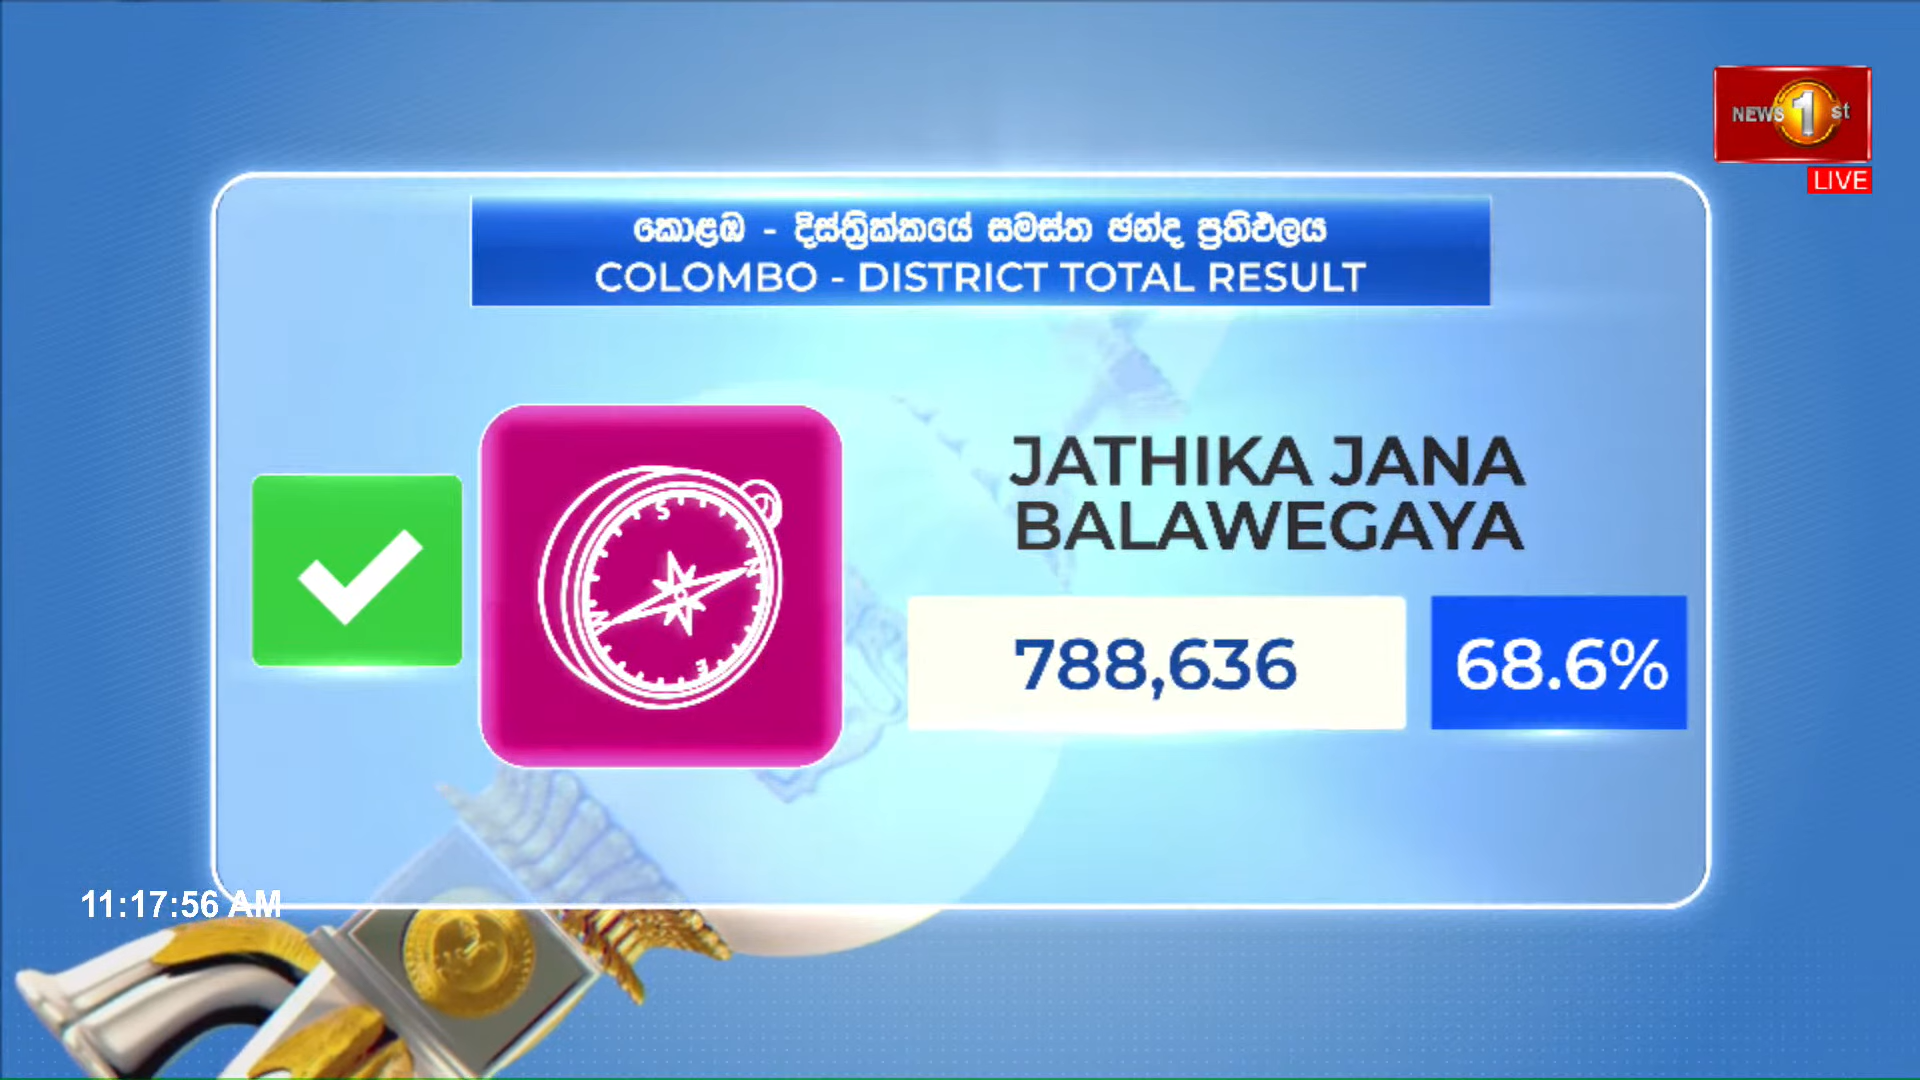 NEWS 1st
LIVE
කොළඹ - දිස්ත්‍රික්කයේ සමස්ත ඡන්ද ප්‍රතිඵලය
COLOMBO - DISTRICT TOTAL RESULT
JATHIKA JANA
BALAWEGAYA
788,636 68.6%
11:17:56 AM